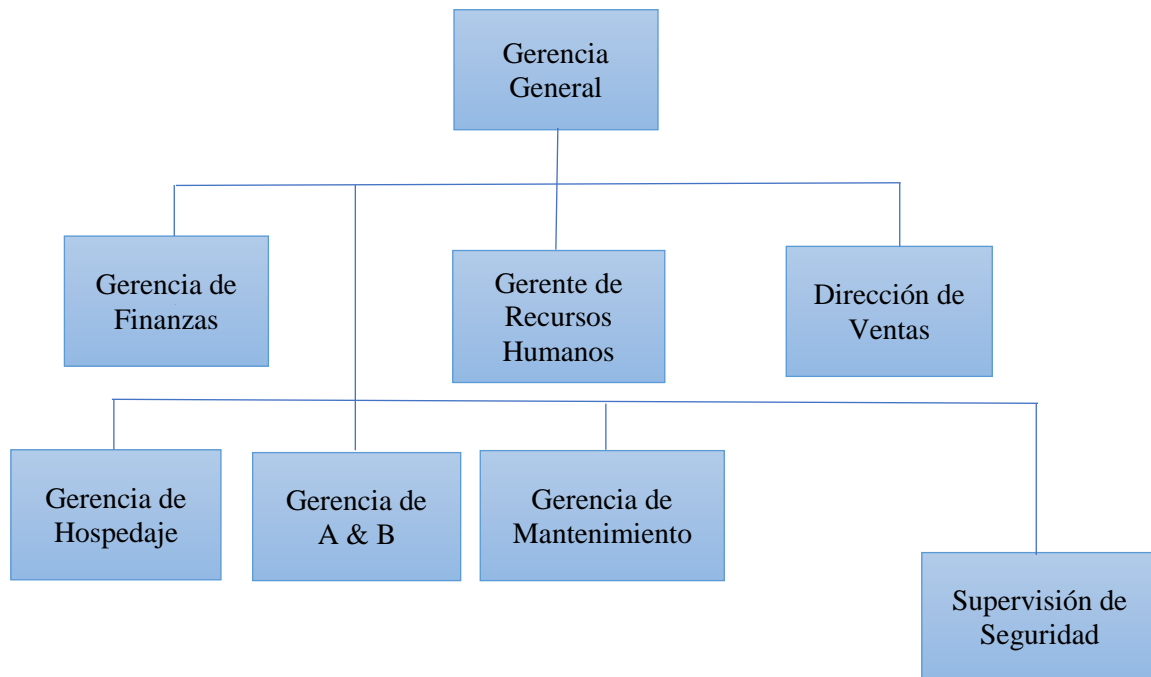 Gerencia
General
Gerencia de
Finanzas
Gerente de
Recursos
Humanos
Dirección de
Ventas
Gerencia de
Hospedaje
Gerencia de
A & B
Gerencia de
Mantenimiento
Supervisión de
Seguridad